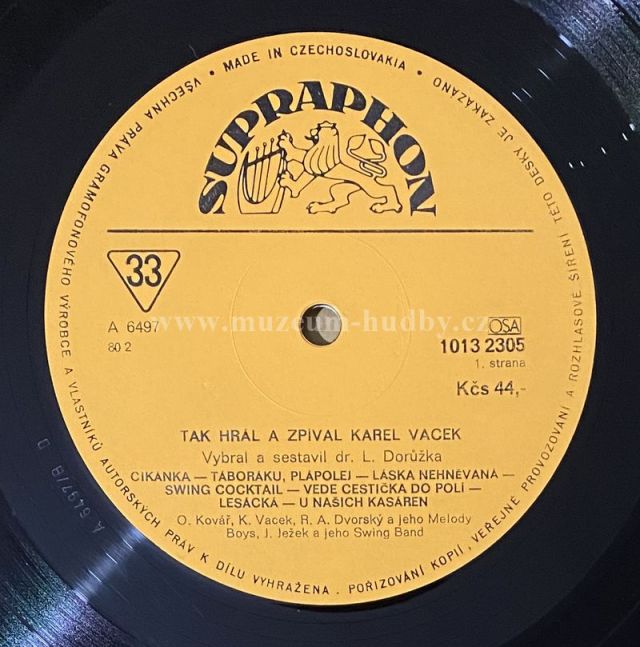 VŠECHNA PRÁVA GRAMOFONOVÉHO VÝROBCE A VLASTNÍKŮ AUTORSKÝCH PRÁV K DÍLU VYHRAŽENA . POŘIZOVÁNÍ KOPIÍ, VEŘEJNÉ PROVOZOVÁNÍ A ROZHLASOVÉ ŠÍŘENÍ TÉTO DESKY JE ZAKÁZÁNO
• MADE IN CZECHOSLOVAKIA •
SUPRAPHON
33
www.muzeum-hudby.cz
A 6497
80 2
OSA
1013 2305
1. strana
Kčs 44,-
TAK HRÁL A ZPÍVAL KAREL VACEK
Vybral a sestavil dr. L. Dorůžka
CIKÁNKA — TÁBORÁKU, PLÁPOLEJ — LÁSKA NEHNĚVANÁ —
SWING COCKTAIL — VEDE CESTIČKA DO POLÍ —
LESÁCKÁ — U NAŠICH KASÁREN
O. Kovář, K. Vacek, R. A. Dvorský a jeho Melody
Boys, J. Ježek a jeho Swing Band